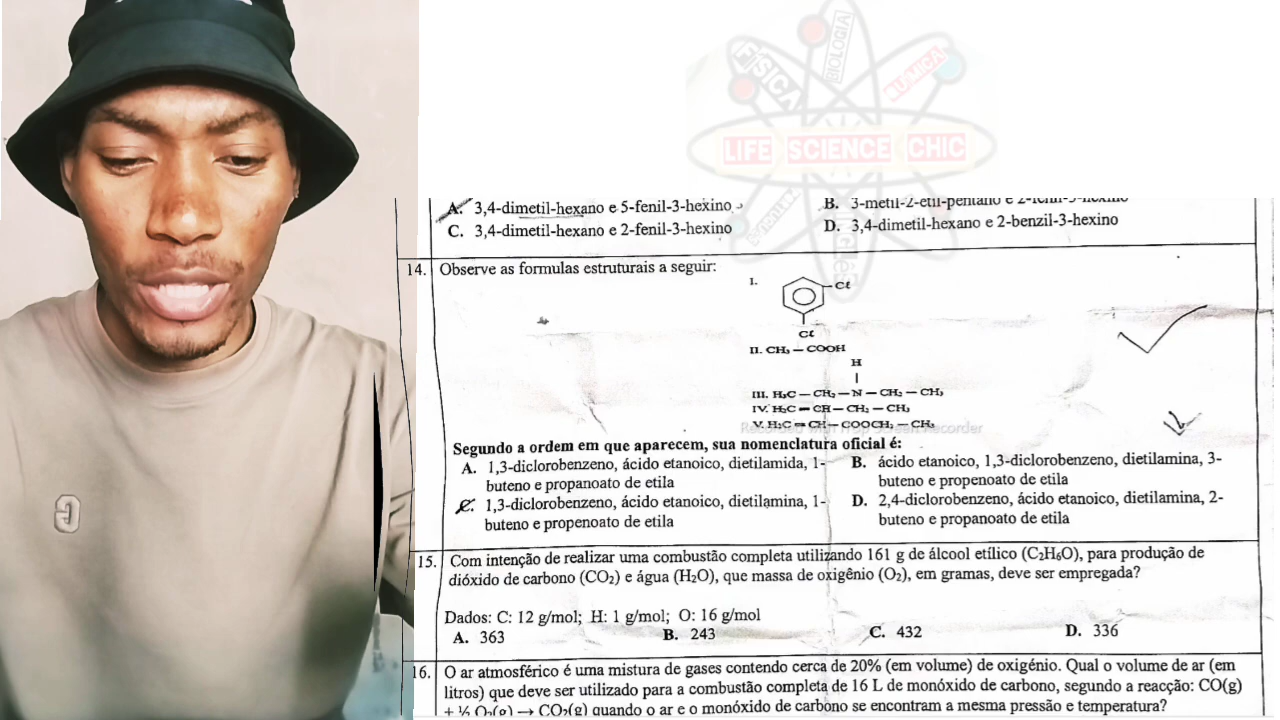 FÍSICA
BIOLOGIA
QUÍMICA
LIFE SCIENCE CHIC
A. 3,4-dimetil-hexano e 5-fenil-3-hexino
B. 3-metil-2-etil-pentano e 2-fenil-3-hexino
C. 3,4-dimetil-hexano e 2-fenil-3-hexino
D. 3,4-dimetil-hexano e 2-benzil-3-hexino
14. Observe as formulas estruturais a seguir:
I.
Cℓ
Cℓ
II. CH₃ — COOH
H
III. H₃C — CH₂ — N — CH₂ — CH₃
IV. H₂C = CH — CH₂ — CH₃
V. H₂C = CH — COOCH₂ — CH₃
Segundo a ordem em que aparecem, sua nomenclatura oficial é:
A. 1,3-diclorobenzeno, ácido etanoico, dietilamida, 1-
buteno e propanoato de etila
B. ácido etanoico, 1,3-diclorobenzeno, dietilamina, 3-
buteno e propenoato de etila
C. 1,3-diclorobenzeno, ácido etanoico, dietilamina, 1-
buteno e propenoato de etila
D. 2,4-diclorobenzeno, ácido etanoico, dietilamina, 2-
buteno e propanoato de etila
15. Com intenção de realizar uma combustão completa utilizando 161 g de álcool etílico (C₂H₆O), para produção de
dióxido de carbono (CO₂) e água (H₂O), que massa de oxigênio (O₂), em gramas, deve ser empregada?
Dados: C: 12 g/mol; H: 1 g/mol; O: 16 g/mol
A. 363
B. 243
C. 432
D. 336
16. O ar atmosférico é uma mistura de gases contendo cerca de 20% (em volume) de oxigénio. Qual o volume de ar (em
litros) que deve ser utilizado para a combustão completa de 16 L de monóxido de carbono, segundo a reacção: CO(g)
+ ½ O₂(g) → CO₂(g) quando o ar e o monóxido de carbono se encontram a mesma pressão e temperatura?